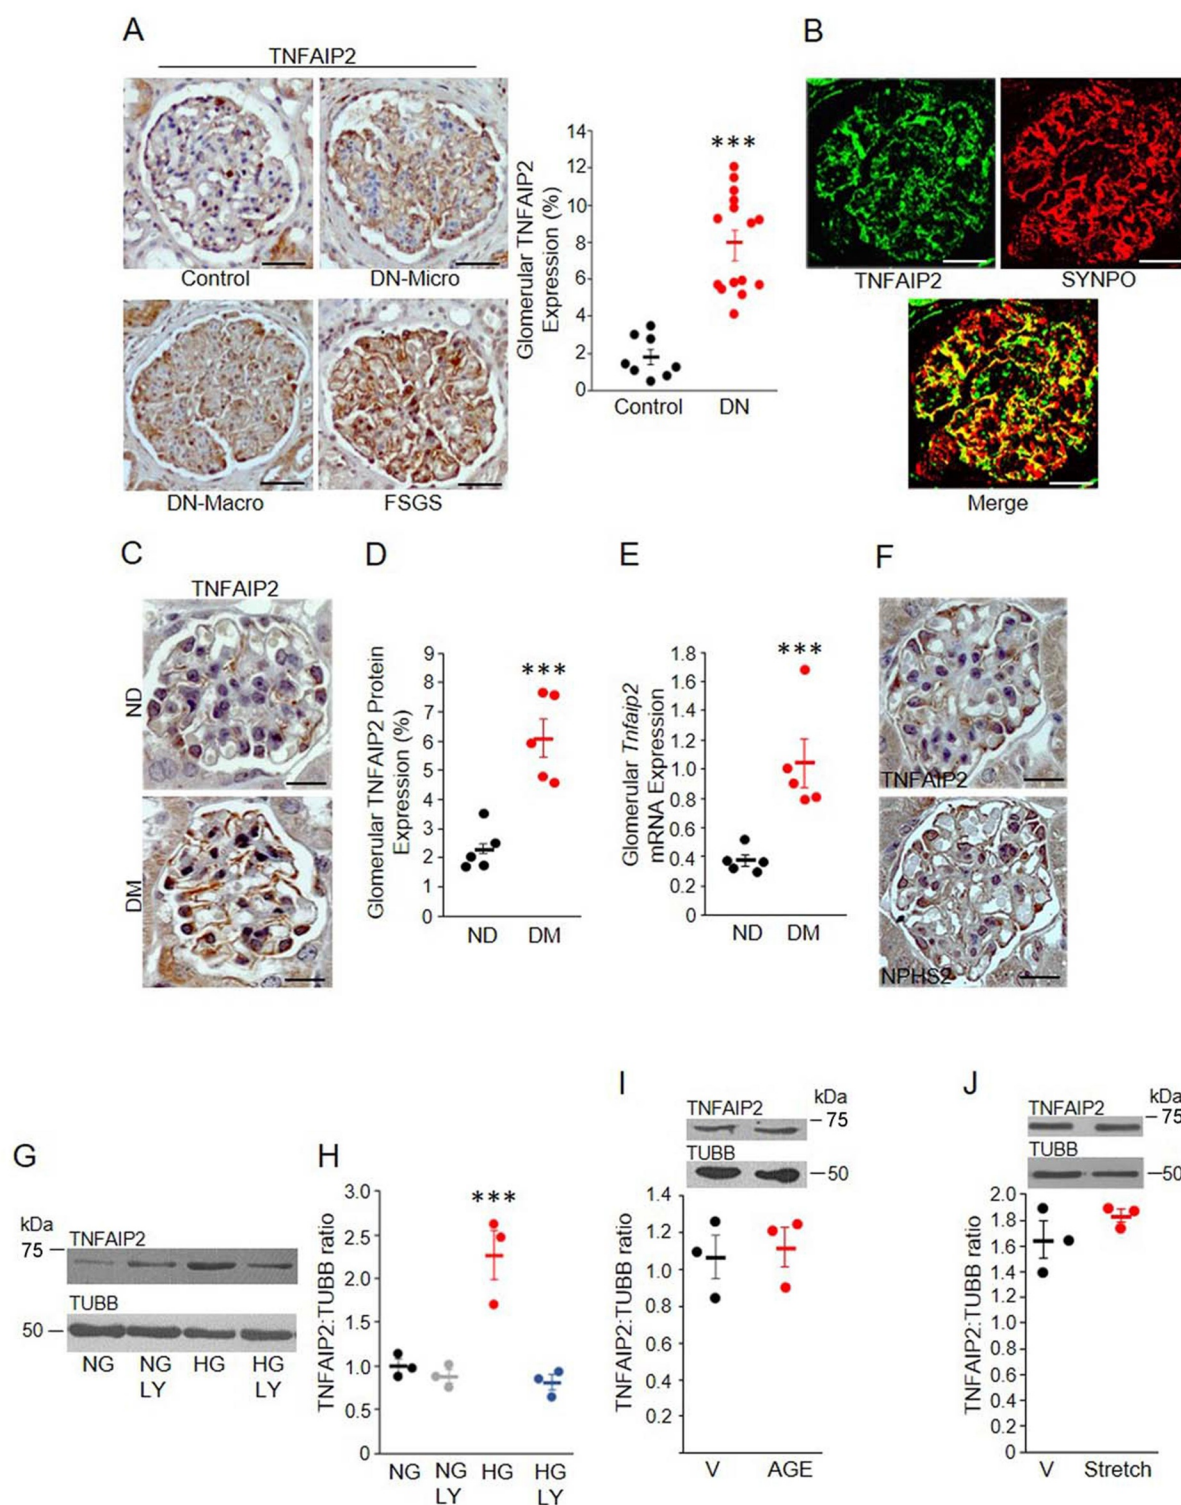 A
TNFAIP2
Control
DN-Micro
DN-Macro
FSGS
Glomerular TNFAIP2
Expression (%)
14
12
10
8
6
4
2
0
***
Control
DN
B
TNFAIP2
SYNPO
Merge
C
TNFAIP2
ND
DM
D
Glomerular TNFAIP2 Protein
Expression (%)
9
8
7
6
5
4
3
2
1
0
***
ND
DM
E
Glomerular Tnfaip2
mRNA Expression
1.8
1.6
1.4
1.2
1.0
0.8
0.6
0.4
0.2
0
***
ND
DM
F
TNFAIP2
NPHS2
G
kDa
75
TNFAIP2
TUBB
50
NG
NG
LY
HG
HG
LY
H
TNFAIP2:TUBB ratio
3.0
2.5
2.0
1.5
1.0
0.5
0
***
NG
NG
LY
HG
HG
LY
I
kDa
TNFAIP2
75
TUBB
50
TNFAIP2:TUBB ratio
1.4
1.2
1.0
0.8
0.6
0.4
0.2
V
AGE
J
kDa
TNFAIP2
75
TUBB
50
TNFAIP2:TUBB ratio
2.0
1.8
1.6
1.4
1.2
1.8
1.0
0.6
0.4
0.2
0
V
Stretch